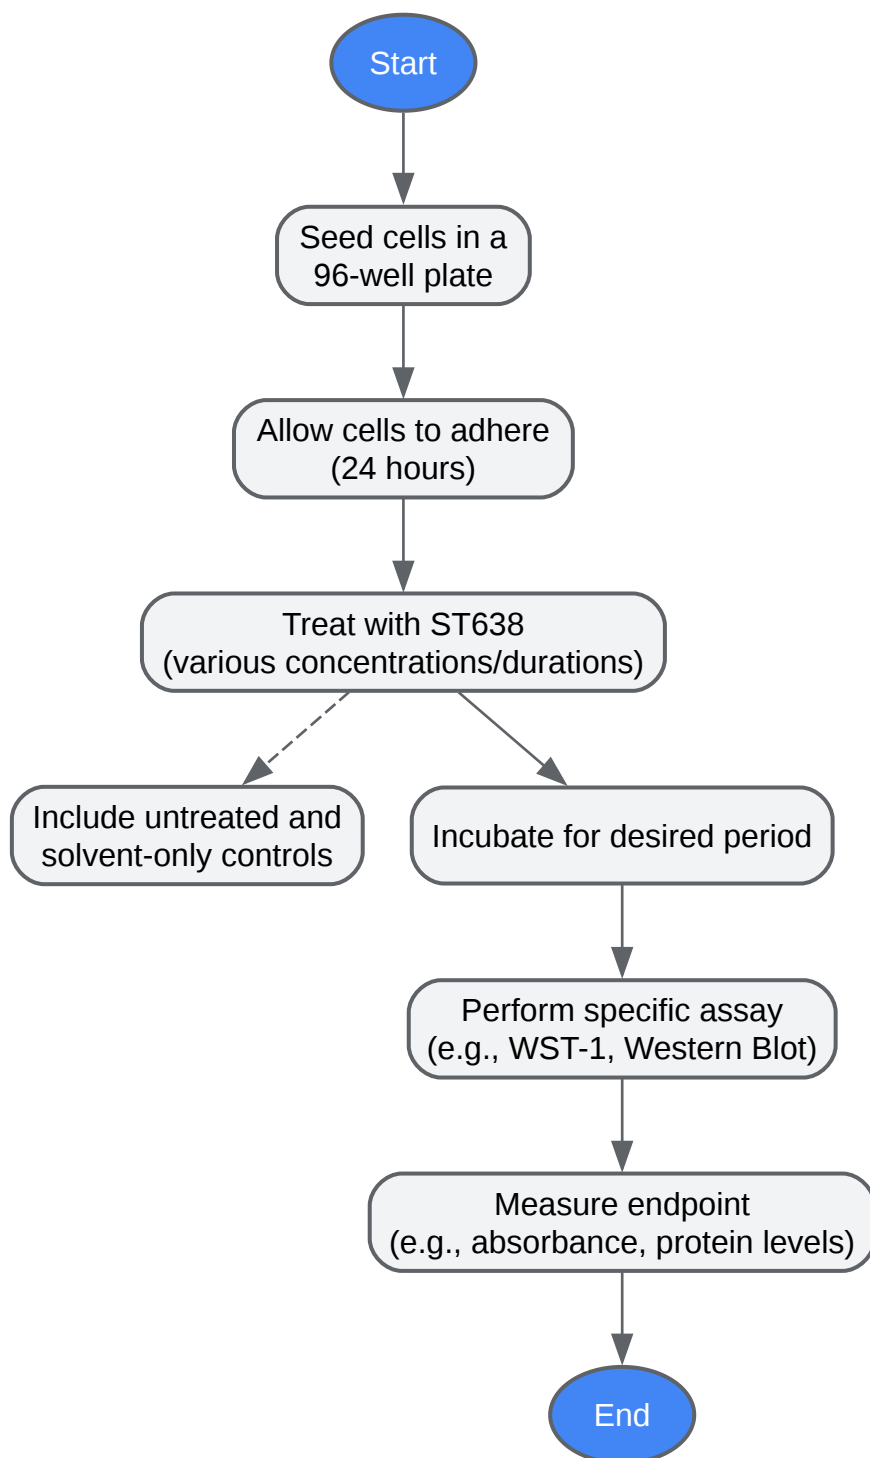 Start
Seed cells in a
96-well plate
Allow cells to adhere
(24 hours)
Treat with ST638
(various concentrations/durations)
Include untreated and
solvent-only controls
Incubate for desired period
Perform specific assay
(e.g., WST-1, Western Blot)
Measure endpoint
(e.g., absorbance, protein levels)
End